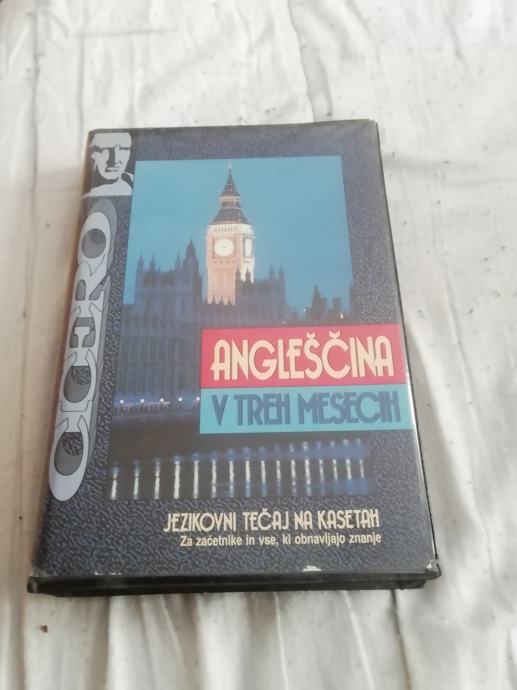 CICERO
ANGLEŠČINA
V TREH MESECIH
JEZIKOVNI TEČAJ NA KASETAH
Za začetnike in vse, ki obnavljajo znanje